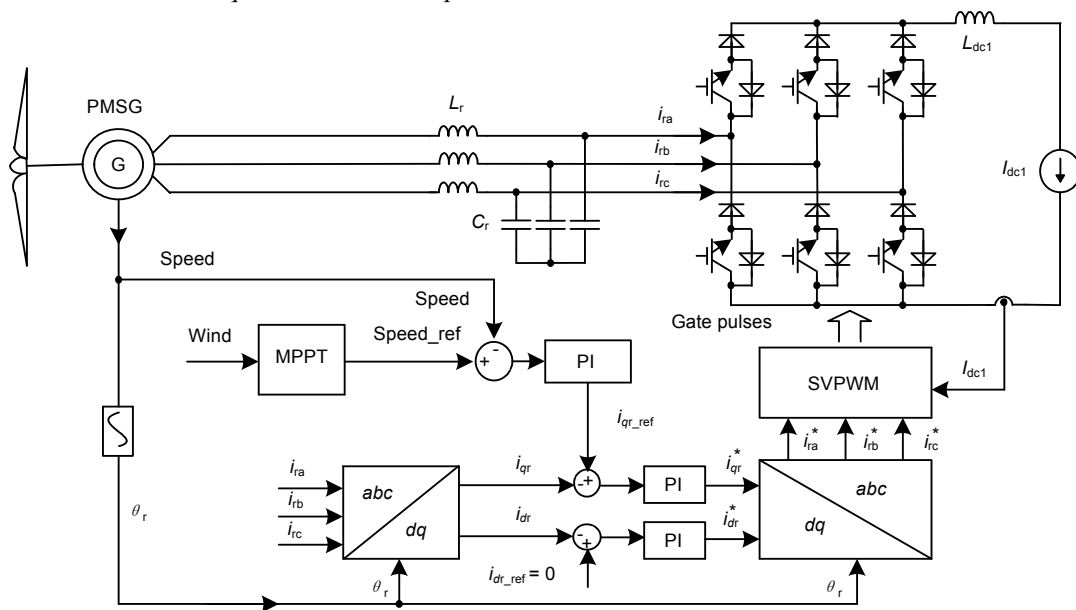 PMSG
G
L_r
C_r
i_ra
i_rb
i_rc
L_dc1
I_dc1
Speed
Speed
Wind
MPPT
Speed_ref
+
-
PI
i_qr_ref
Gate pulses
SVPWM
I_dc1
i_ra^*
i_rb^*
i_rc^*
θ_r
i_ra
i_rb
i_rc
abc
dq
i_qr
-
+
PI
i_qr^*
i_dr
-
+
PI
i_dr^*
abc
dq
i_dr_ref = 0
θ_r
θ_r